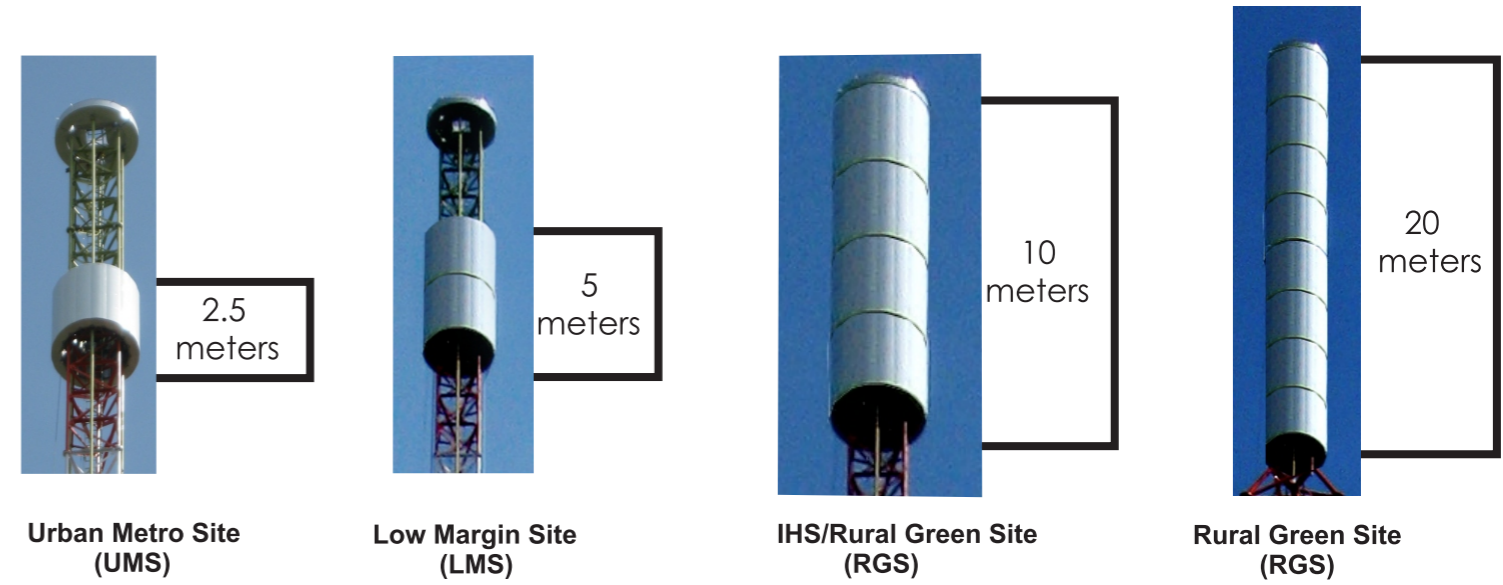 2.5
meters
5
meters
10
meters
20
meters
Urban Metro Site
(UMS)
Low Margin Site
(LMS)
IHS/Rural Green Site
(RGS)
Rural Green Site
(RGS)